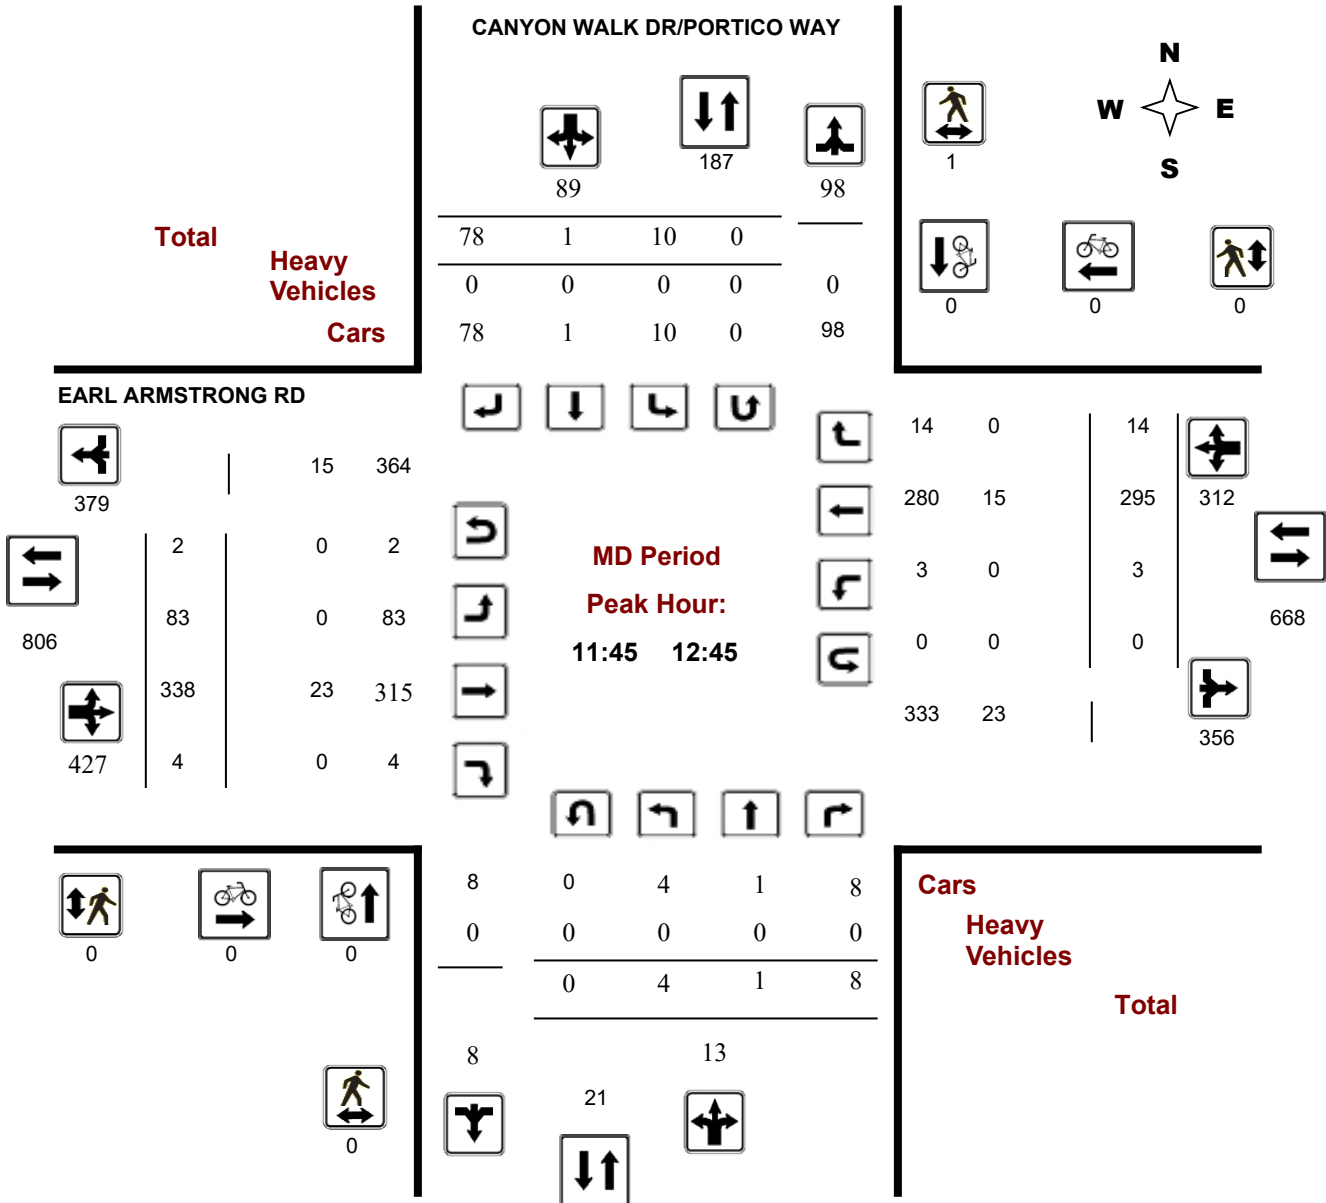 CANYON WALK DR/PORTICO WAY
N
W E
S
187
1
89 98
Total 78 1 10 0
Heavy
Vehicles 0 0 0 0 0
Cars 78 1 10 0 98
0 0 0
EARL ARMSTRONG RD
14 0 14
15 364
379
280 15 295 312
2 0 2
MD Period
3 0 3
Peak Hour:
83 0 83
668
806
11:45 12:45
0 0 0
338 23 315
333 23
356
427 4 0 4
8 0 4 1 8
Cars
0 0 0 0 0
Heavy
Vehicles
0 0 0
0 4 1 8
Total
8 13
21
0